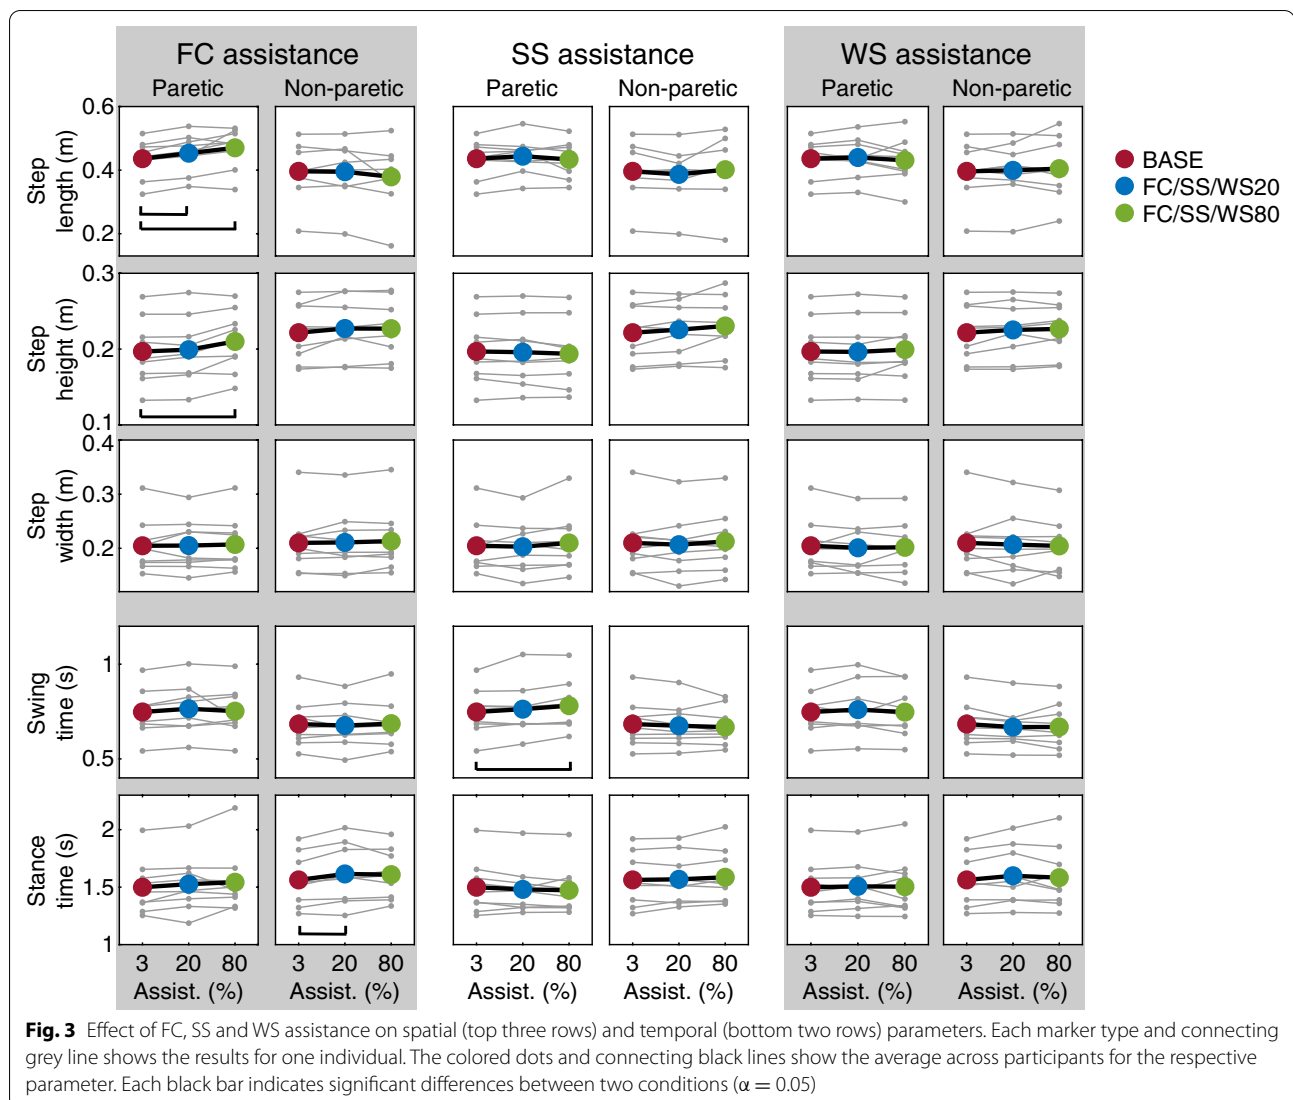 FC assistance SS assistance WS assistance
Paretic Non-paretic Paretic Non-paretic Paretic Non-paretic
Step
length (m)
0.6
0.4
0.2
BASE
FC/SS/WS20
FC/SS/WS80
Step
height (m)
0.3
0.2
0.1
Step
width (m)
0.4
0.3
0.2
Swing
time (s)
1
0.5
Stance
time (s)
2
1.5
1
3 20 80 3 20 80 3 20 80 3 20 80 3 20 80 3 20 80
Assist. (%) Assist. (%) Assist. (%) Assist. (%) Assist. (%) Assist. (%)
Fig. 3 Effect of FC, SS and WS assistance on spatial (top three rows) and temporal (bottom two rows) parameters. Each marker type and connecting
grey line shows the results for one individual. The colored dots and connecting black lines show the average across participants for the respective
parameter. Each black bar indicates significant differences between two conditions (α = 0.05)